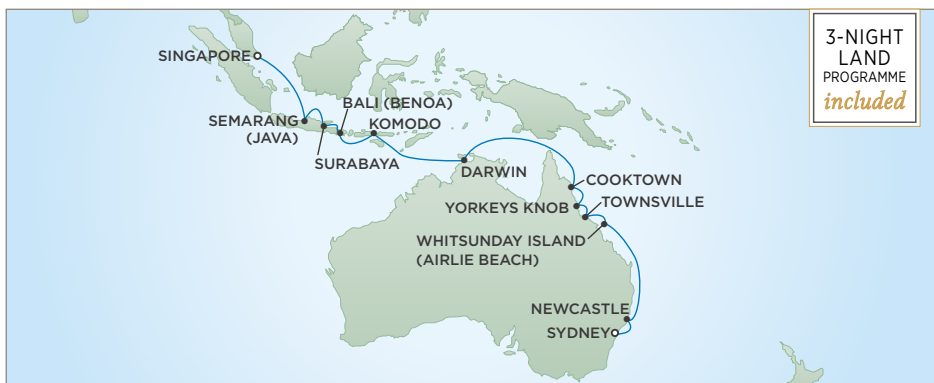 3-NIGHT
LAND
PROGRAMME
included
SINGAPORE
BALI (BENOA)
KOMODO
SEMARANG
(JAVA)
SURABAYA
DARWIN
COOKTOWN
YORKEYS KNOB
TOWNSVILLE
WHITSUNDAY ISLAND
(AIRLIE BEACH)
NEWCASTLE
SYDNEY